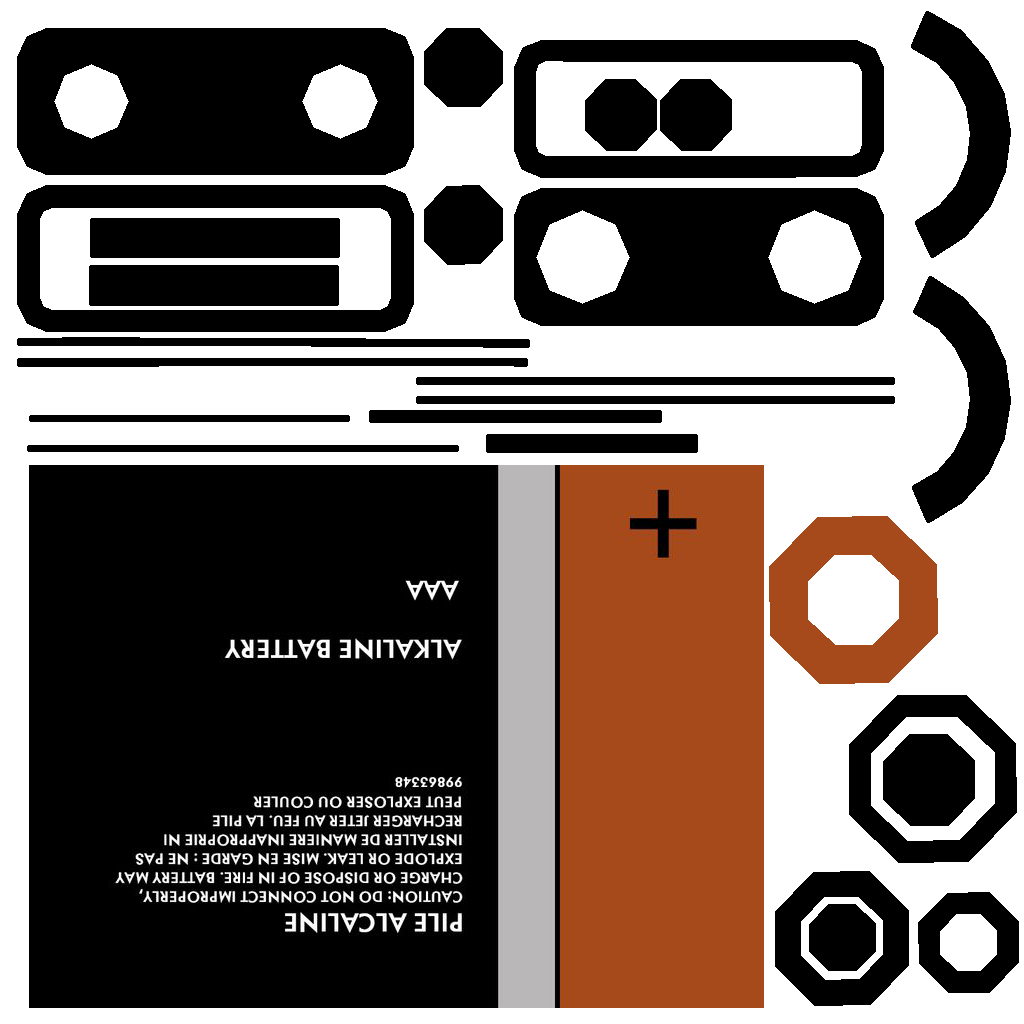 PILE ALCALINE
CAUTION: DO NOT CONNECT IMPROPERLY,
CHARGE OR DISPOSE OF IN FIRE. BATTERY MAY
EXPLODE OR LEAK. MISE EN GARDE : NE PAS
INSTALLER DE MANIERE INAPPROPRIE NI
RECHARGER JETER AU FEU. LA PILE
PEUT EXPLOSER OU COULER
99863348
ALKALINE BATTERY
AAA
+